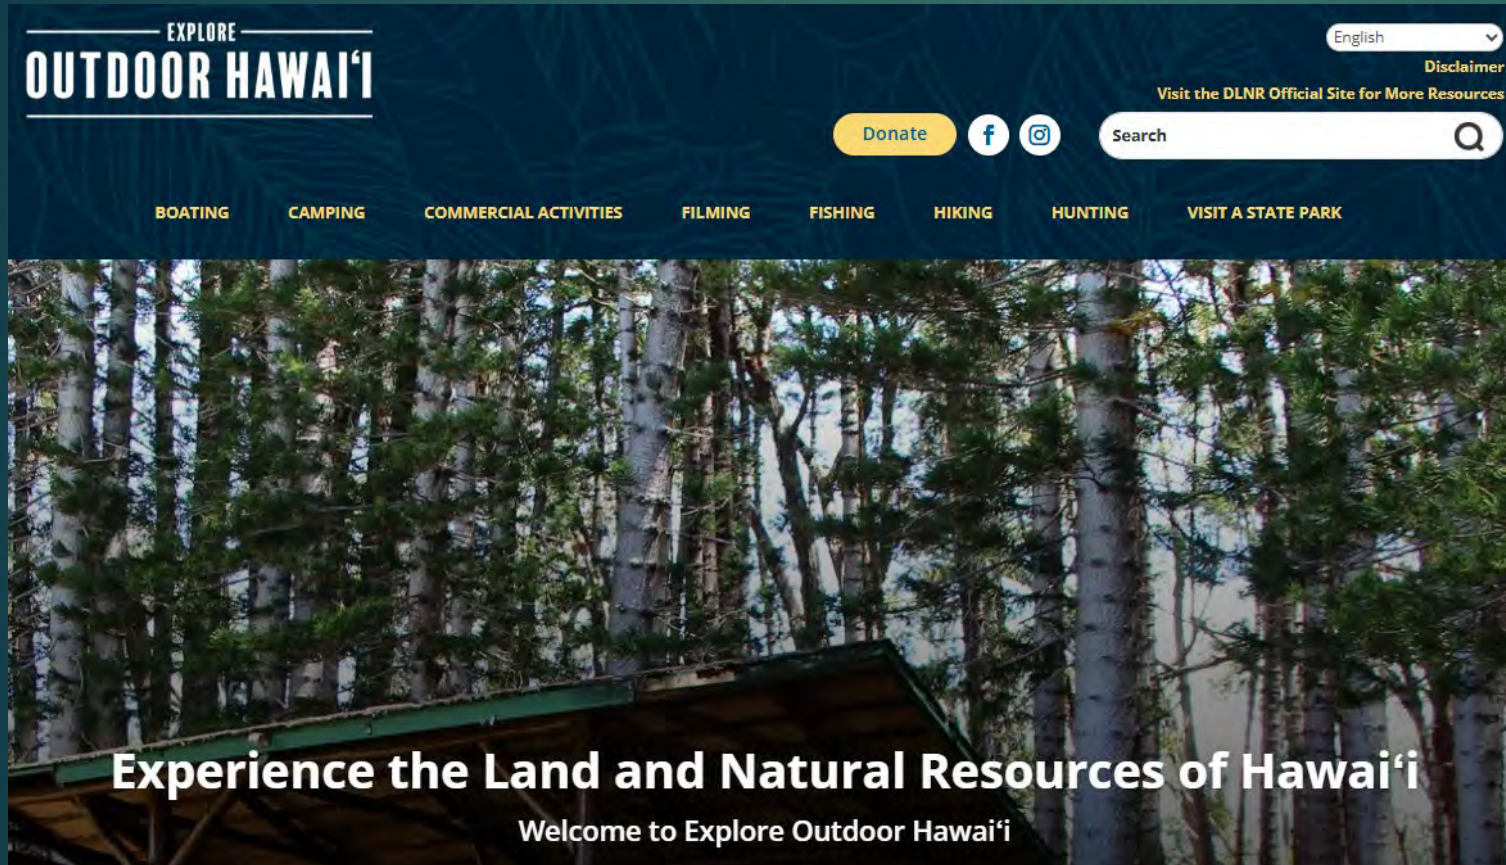 EXPLORE
OUTDOOR HAWAIʻI
English
Disclaimer
Visit the DLNR Official Site for More Resources
Donate
Search
BOATING CAMPING COMMERCIAL ACTIVITIES FILMING FISHING HIKING HUNTING VISIT A STATE PARK
Experience the Land and Natural Resources of Hawaiʻi
Welcome to Explore Outdoor Hawaiʻi